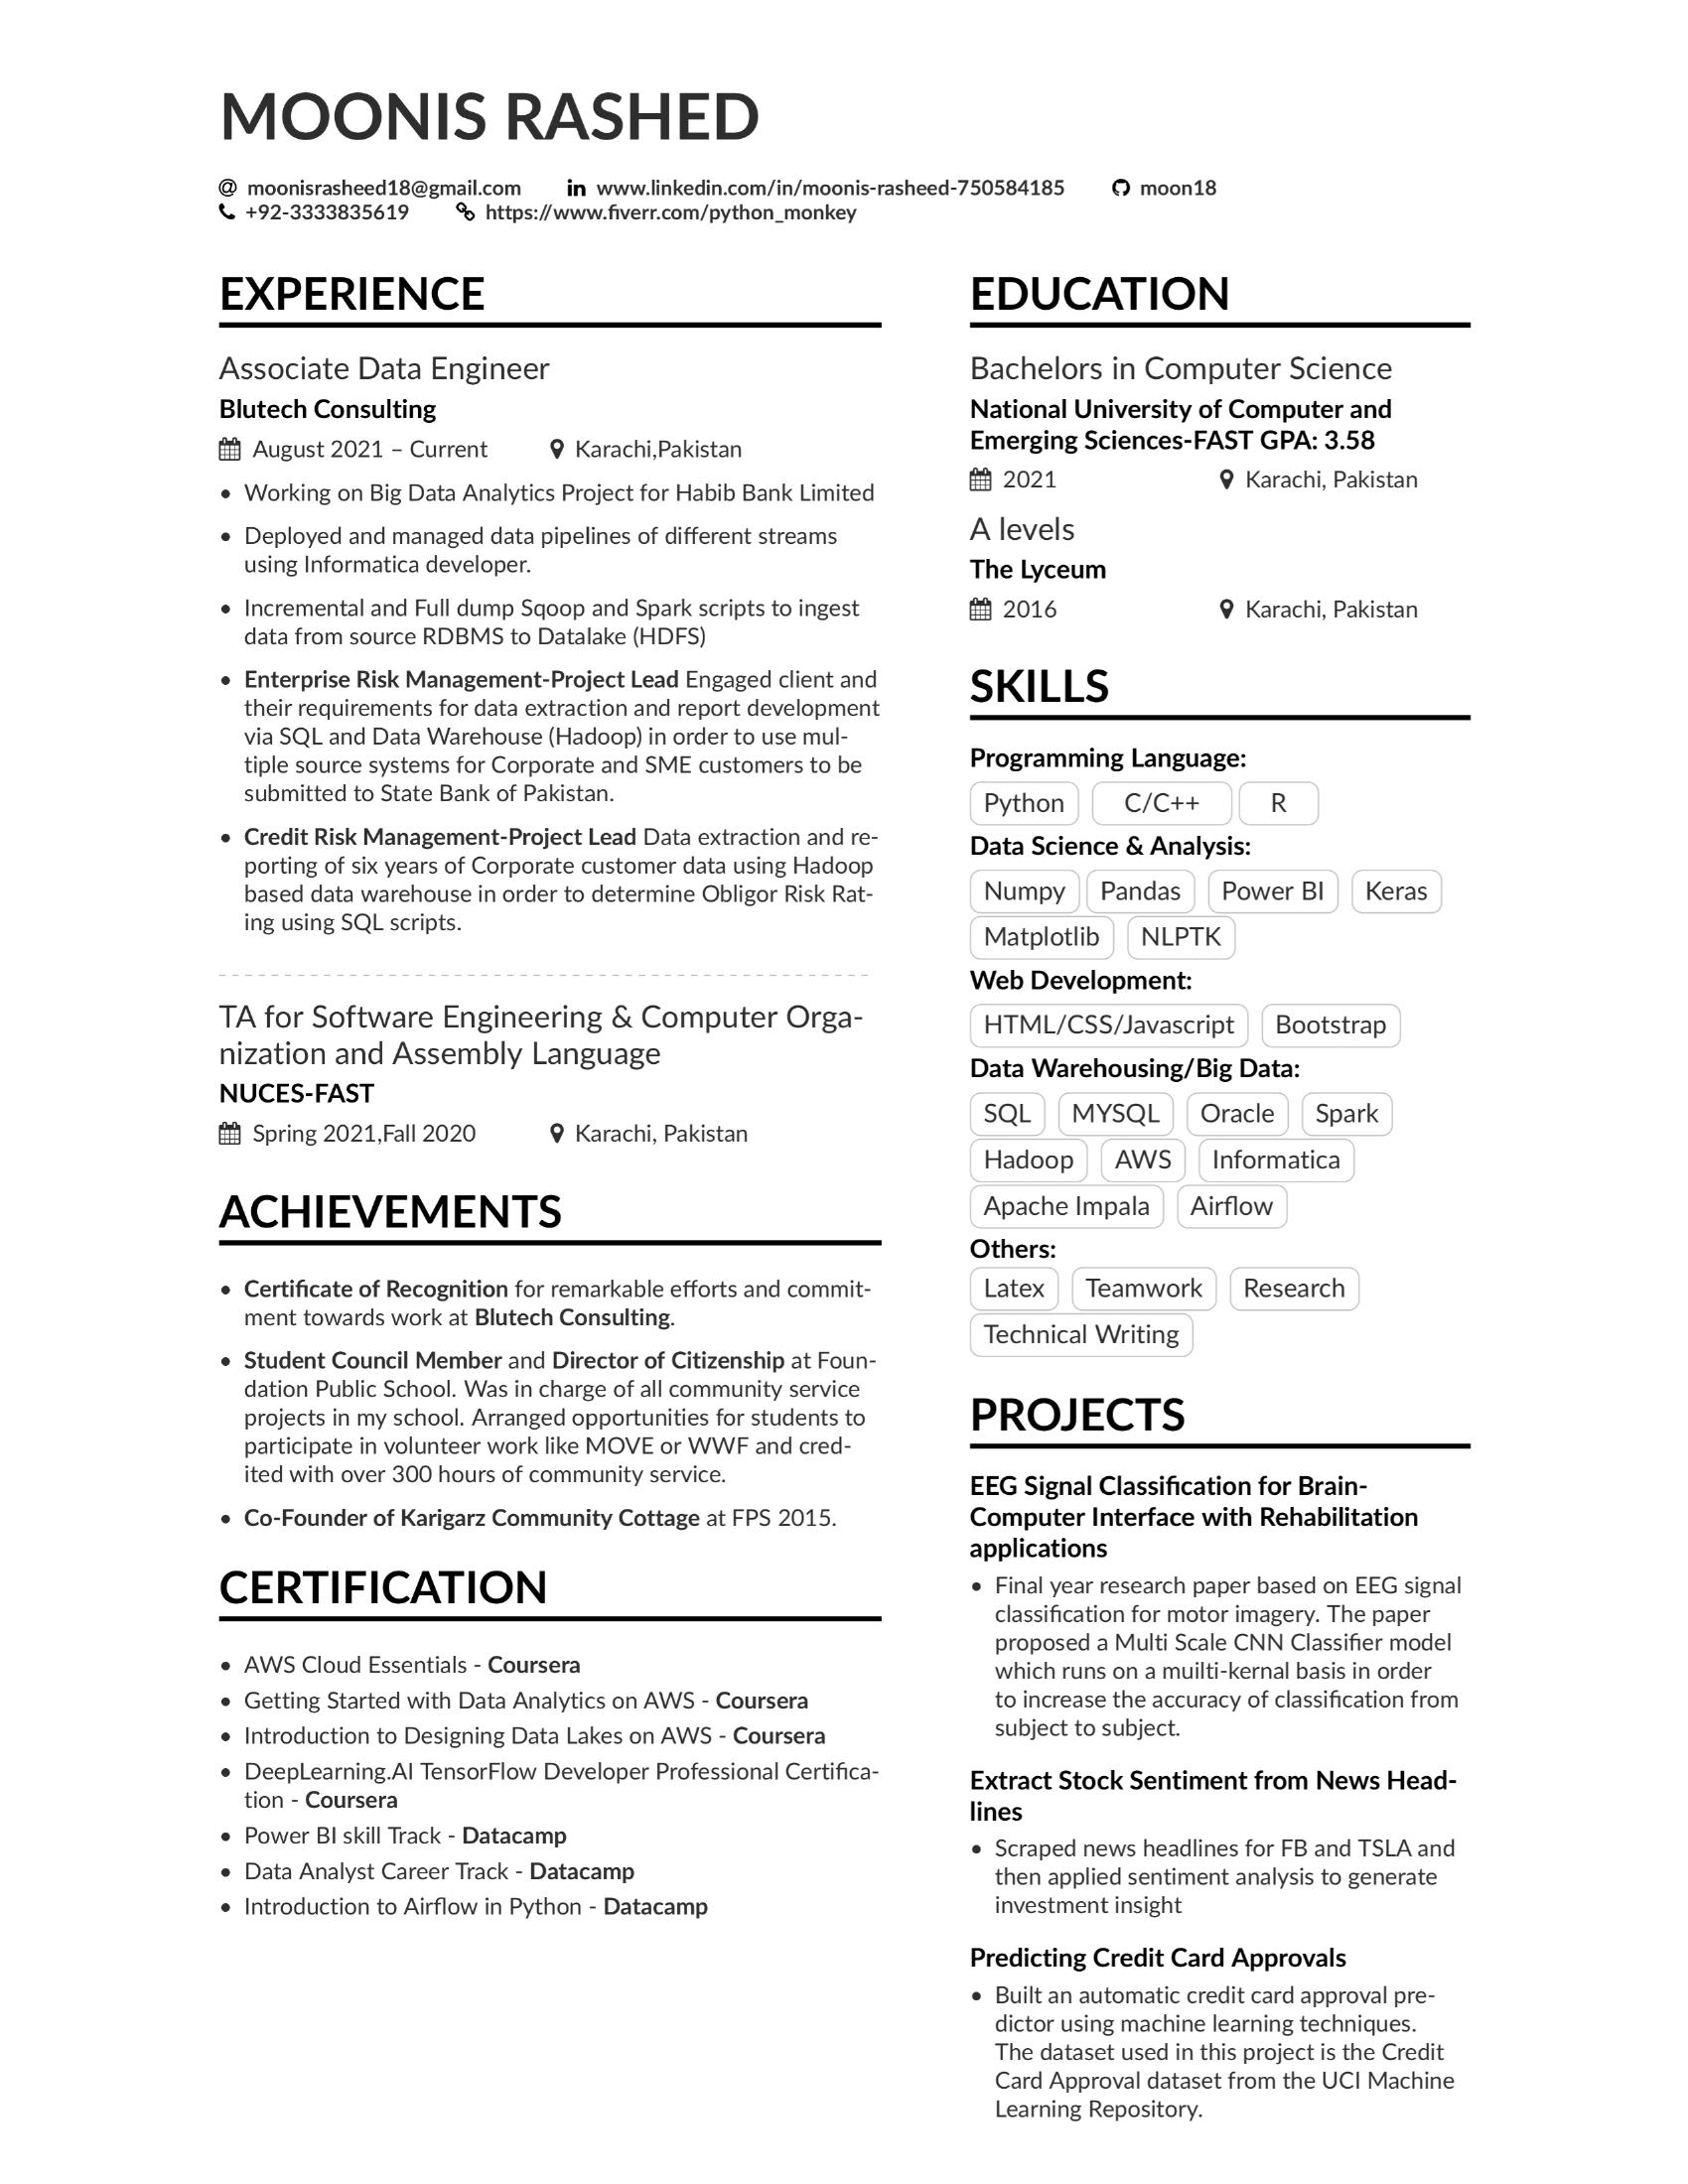 MOONIS RASHED
moonisrasheed18@gmail.com www.linkedin.com/in/moonis-rasheed-750584185 moon18
+92-3333835619 https://www.fiverr.com/python_monkey
EXPERIENCE
Associate Data Engineer
Blutech Consulting
August 2021 – Current Karachi,Pakistan
• Working on Big Data Analytics Project for Habib Bank Limited
• Deployed and managed data pipelines of different streams
using Informatica developer.
• Incremental and Full dump Sqoop and Spark scripts to ingest
data from source RDBMS to Datalake (HDFS)
• Enterprise Risk Management-Project Lead Engaged client and
their requirements for data extraction and report development
via SQL and Data Warehouse (Hadoop) in order to use mul-
tiple source systems for Corporate and SME customers to be
submitted to State Bank of Pakistan.
• Credit Risk Management-Project Lead Data extraction and re-
porting of six years of Corporate customer data using Hadoop
based data warehouse in order to determine Obligor Risk Rat-
ing using SQL scripts.
TA for Software Engineering & Computer Orga-
nization and Assembly Language
NUCES-FAST
Spring 2021,Fall 2020 Karachi, Pakistan
ACHIEVEMENTS
• Certificate of Recognition for remarkable efforts and commit-
ment towards work at Blutech Consulting.
• Student Council Member and Director of Citizenship at Foun-
dation Public School. Was in charge of all community service
projects in my school. Arranged opportunities for students to
participate in volunteer work like MOVE or WWF and cred-
ited with over 300 hours of community service.
• Co-Founder of Karigarz Community Cottage at FPS 2015.
CERTIFICATION
• AWS Cloud Essentials - Coursera
• Getting Started with Data Analytics on AWS - Coursera
• Introduction to Designing Data Lakes on AWS - Coursera
• DeepLearning.AI TensorFlow Developer Professional Certifica-
tion - Coursera
• Power BI skill Track - Datacamp
• Data Analyst Career Track - Datacamp
• Introduction to Airflow in Python - Datacamp
EDUCATION
Bachelors in Computer Science
National University of Computer and
Emerging Sciences-FAST GPA: 3.58
2021 Karachi, Pakistan
A levels
The Lyceum
2016 Karachi, Pakistan
SKILLS
Programming Language:
Python C/C++ R
Data Science & Analysis:
Numpy Pandas Power BI Keras
Matplotlib NLPTK
Web Development:
HTML/CSS/Javascript Bootstrap
Data Warehousing/Big Data:
SQL MYSQL Oracle Spark
Hadoop AWS Informatica
Apache Impala Airflow
Others:
Latex Teamwork Research
Technical Writing
PROJECTS
EEG Signal Classification for Brain-
Computer Interface with Rehabilitation
applications
• Final year research paper based on EEG signal
classification for motor imagery. The paper
proposed a Multi Scale CNN Classifier model
which runs on a muilti-kernal basis in order
to increase the accuracy of classification from
subject to subject.
Extract Stock Sentiment from News Head-
lines
• Scraped news headlines for FB and TSLA and
then applied sentiment analysis to generate
investment insight
Predicting Credit Card Approvals
• Built an automatic credit card approval pre-
dictor using machine learning techniques.
The dataset used in this project is the Credit
Card Approval dataset from the UCI Machine
Learning Repository.